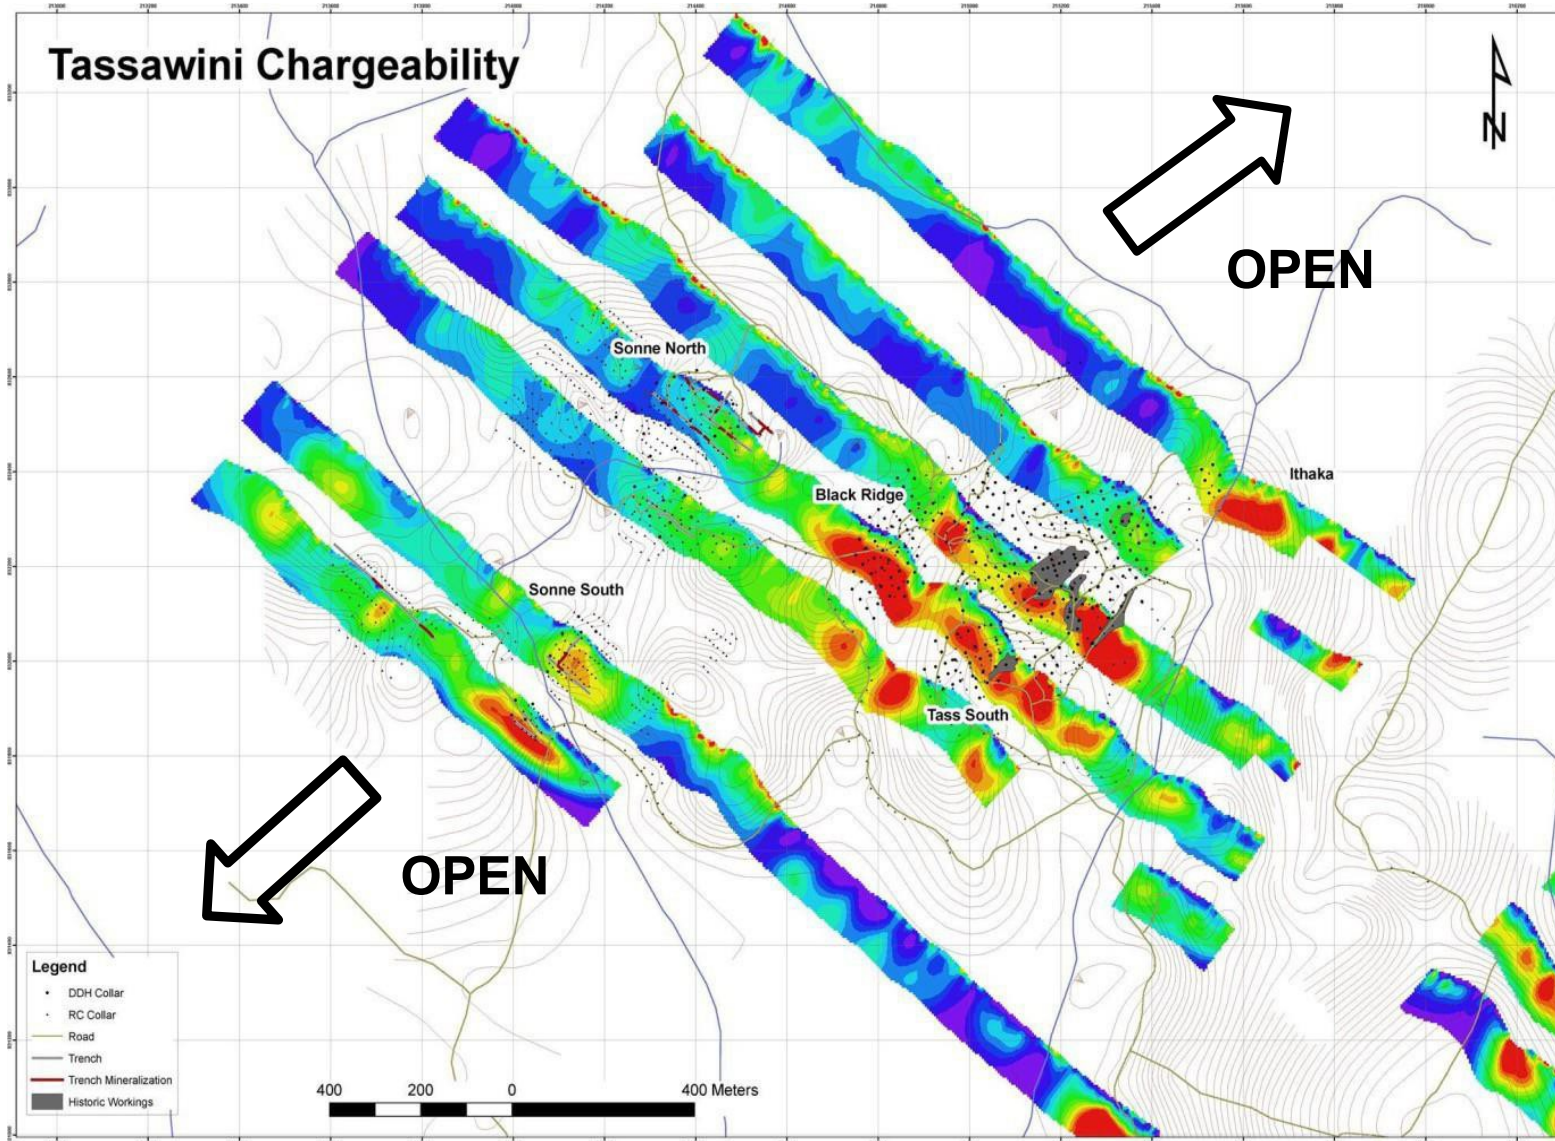 Tassawini Chargeability
N
OPEN
Sonne North
Ithaka
Black Ridge
Sonne South
Tass South
OPEN
Legend
DDH Collar
RC Collar
Road
Trench
Trench Mineralization
Historic Workings
400 200 0 400 Meters